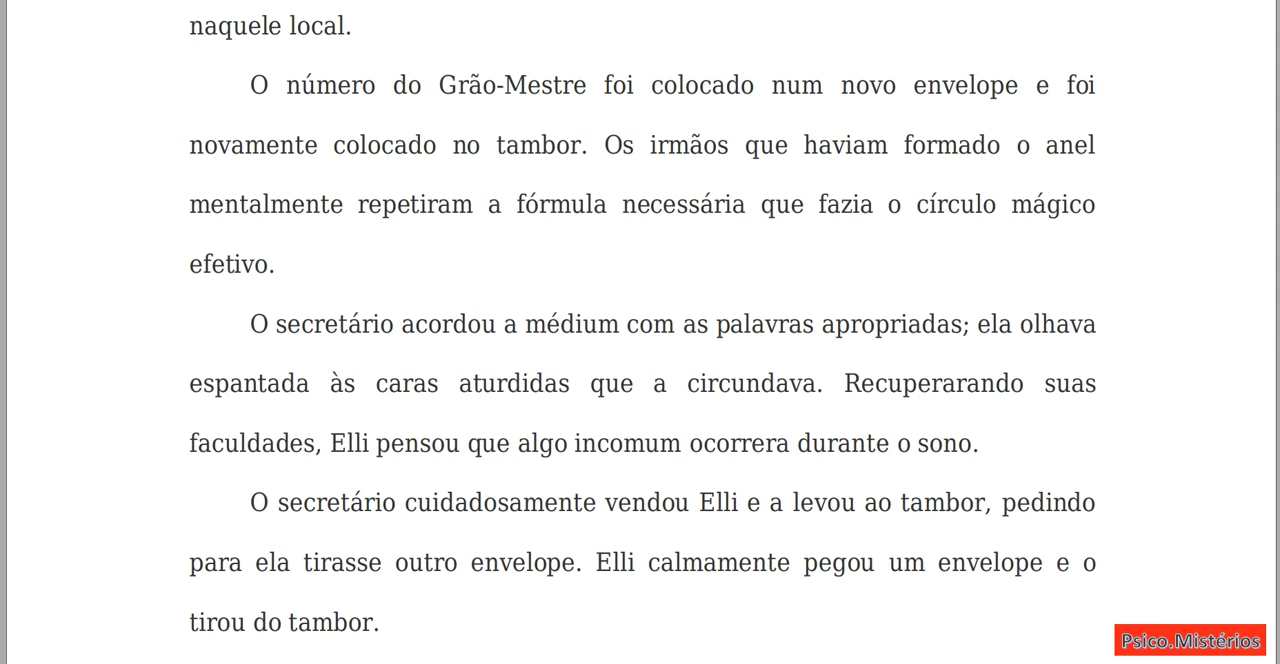 naquele local.
O número do Grão-Mestre foi colocado num novo envelope e foi
novamente colocado no tambor. Os irmãos que haviam formado o anel
mentalmente repetiram a fórmula necessária que fazia o círculo mágico
efetivo.
O secretário acordou a médium com as palavras apropriadas; ela olhava
espantada às caras aturdidas que a circundava. Recuperarando suas
faculdades, Elli pensou que algo incomum ocorrera durante o sono.
O secretário cuidadosamente vendou Elli e a levou ao tambor, pedindo
para ela tirasse outro envelope. Elli calmamente pegou um envelope e o
tirou do tambor.
Psico.Mistérios